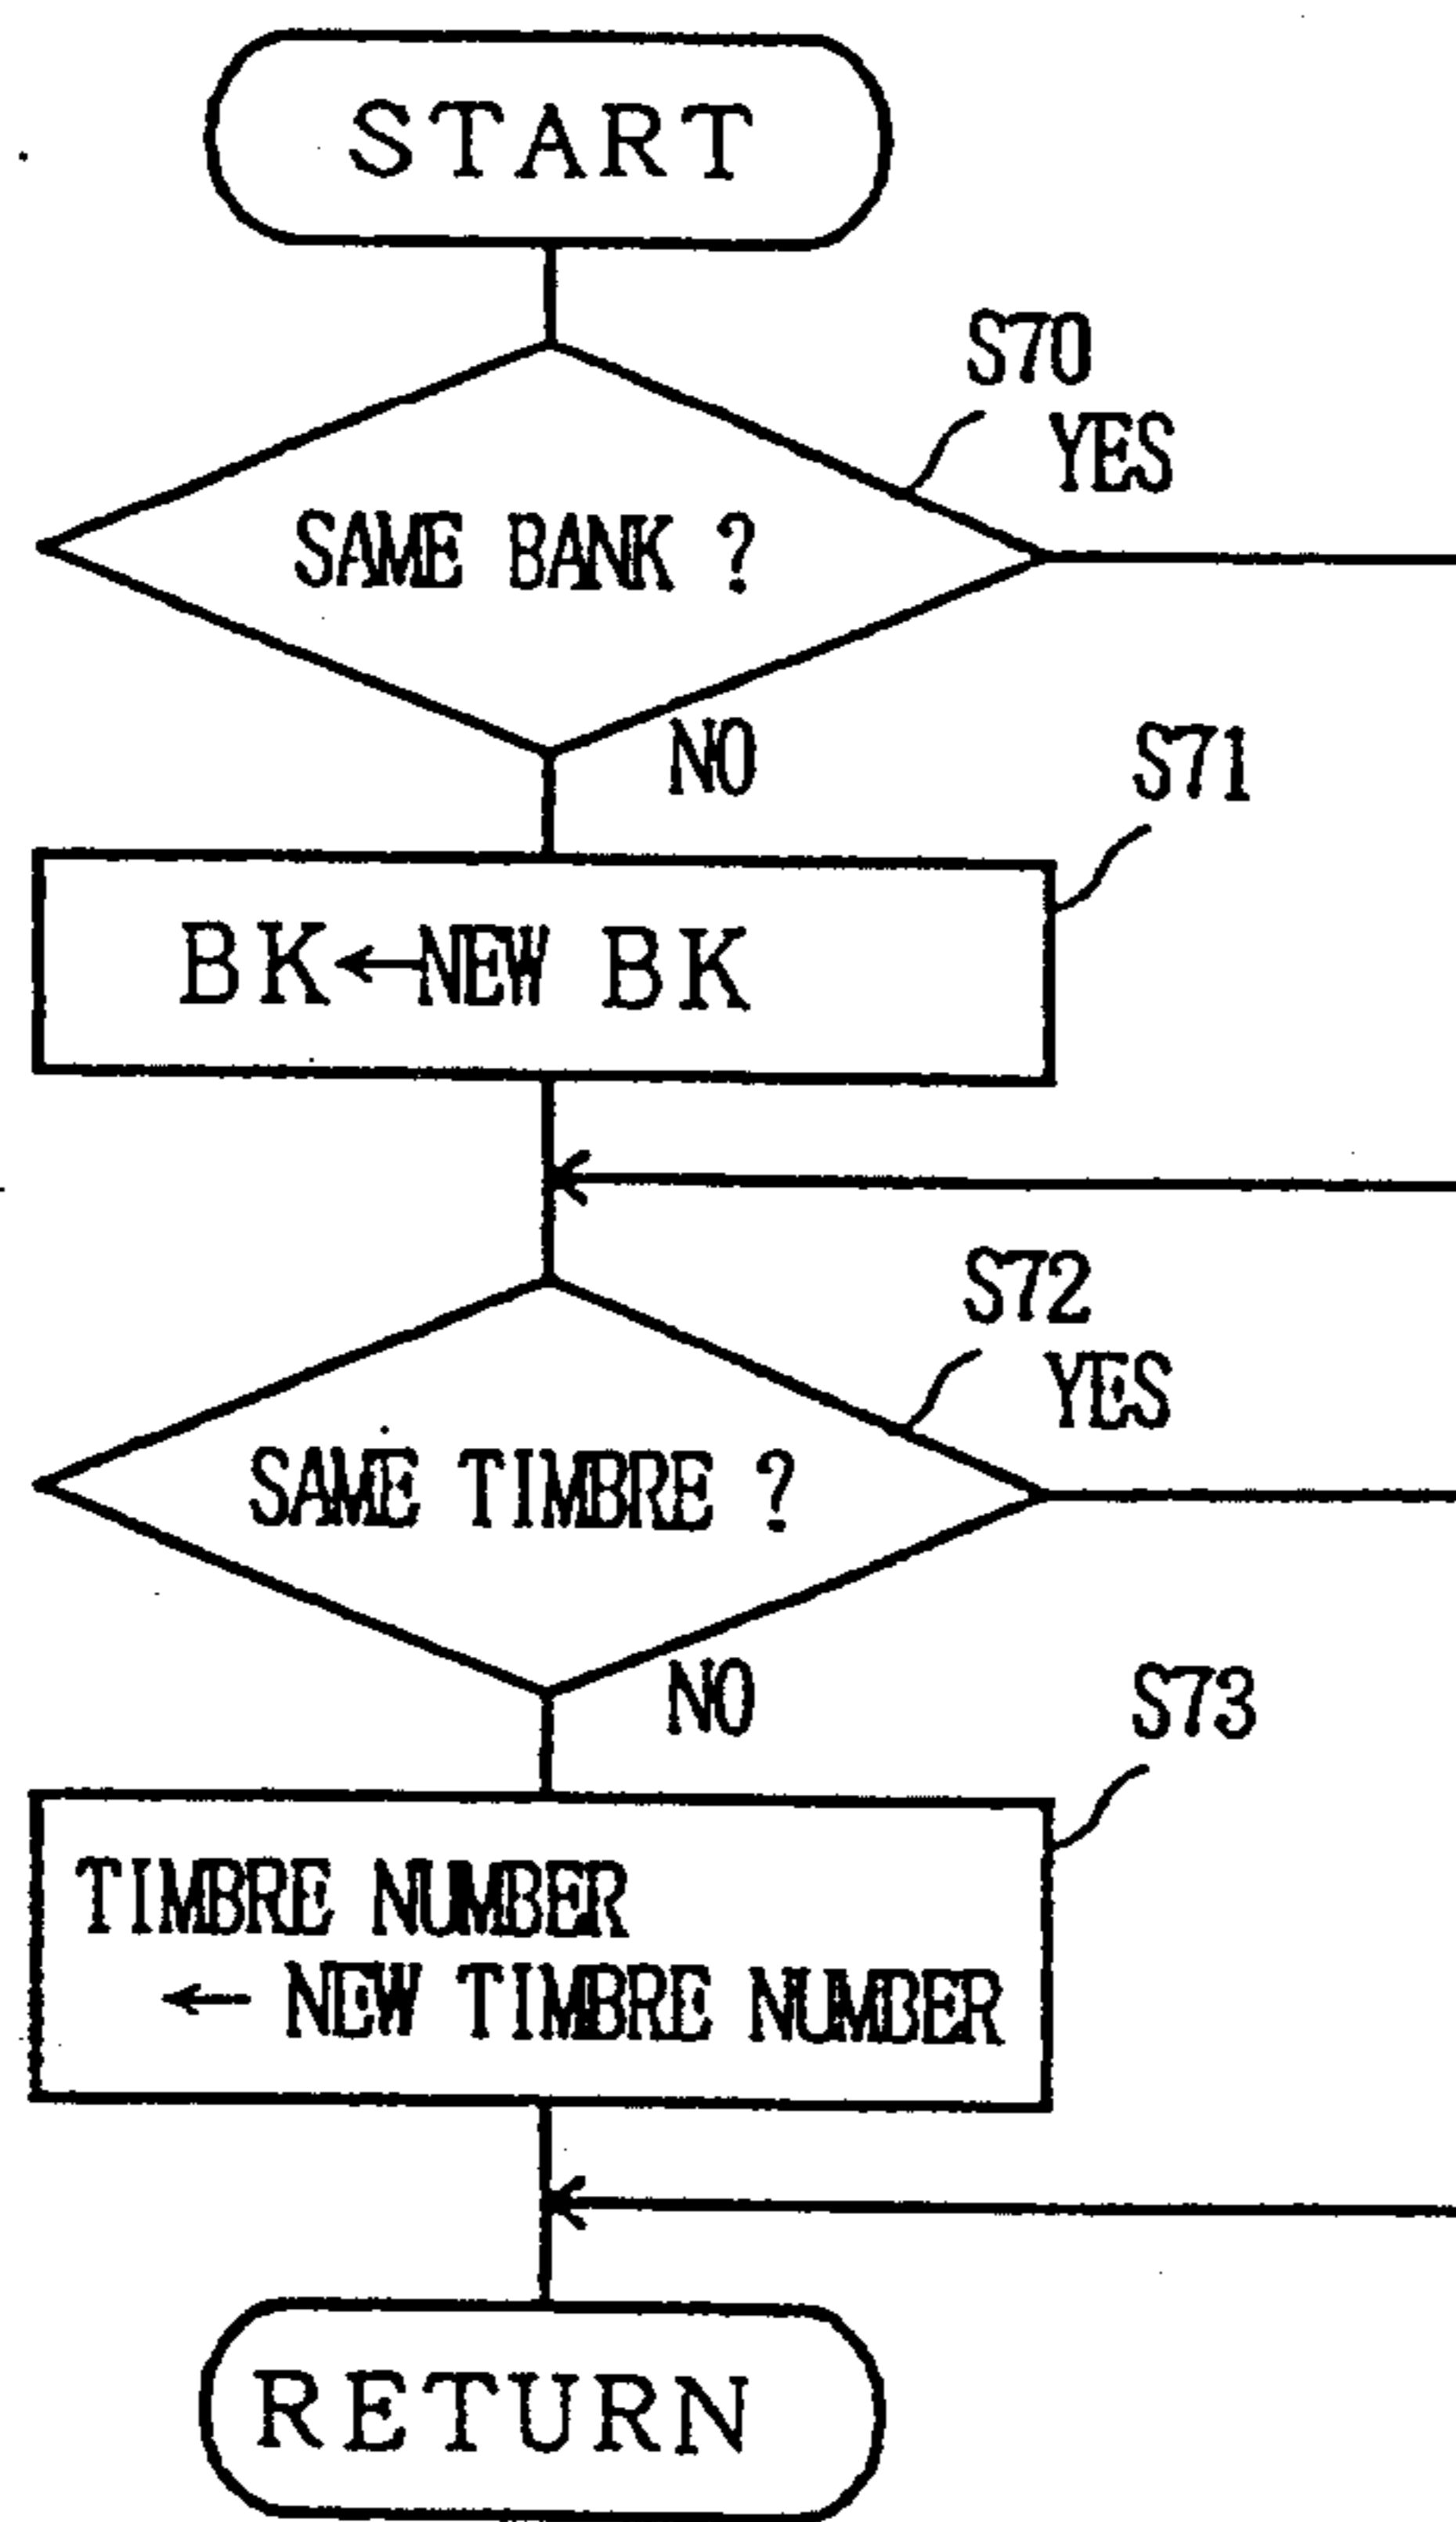 START
S70
YES
SAME BANK ?
NO
S71
BK←NEW BK
S72
YES
SAME TIMBRE ?
NO
S73
TIMBRE NUMBER
← NEW TIMBRE NUMBER
RETURN